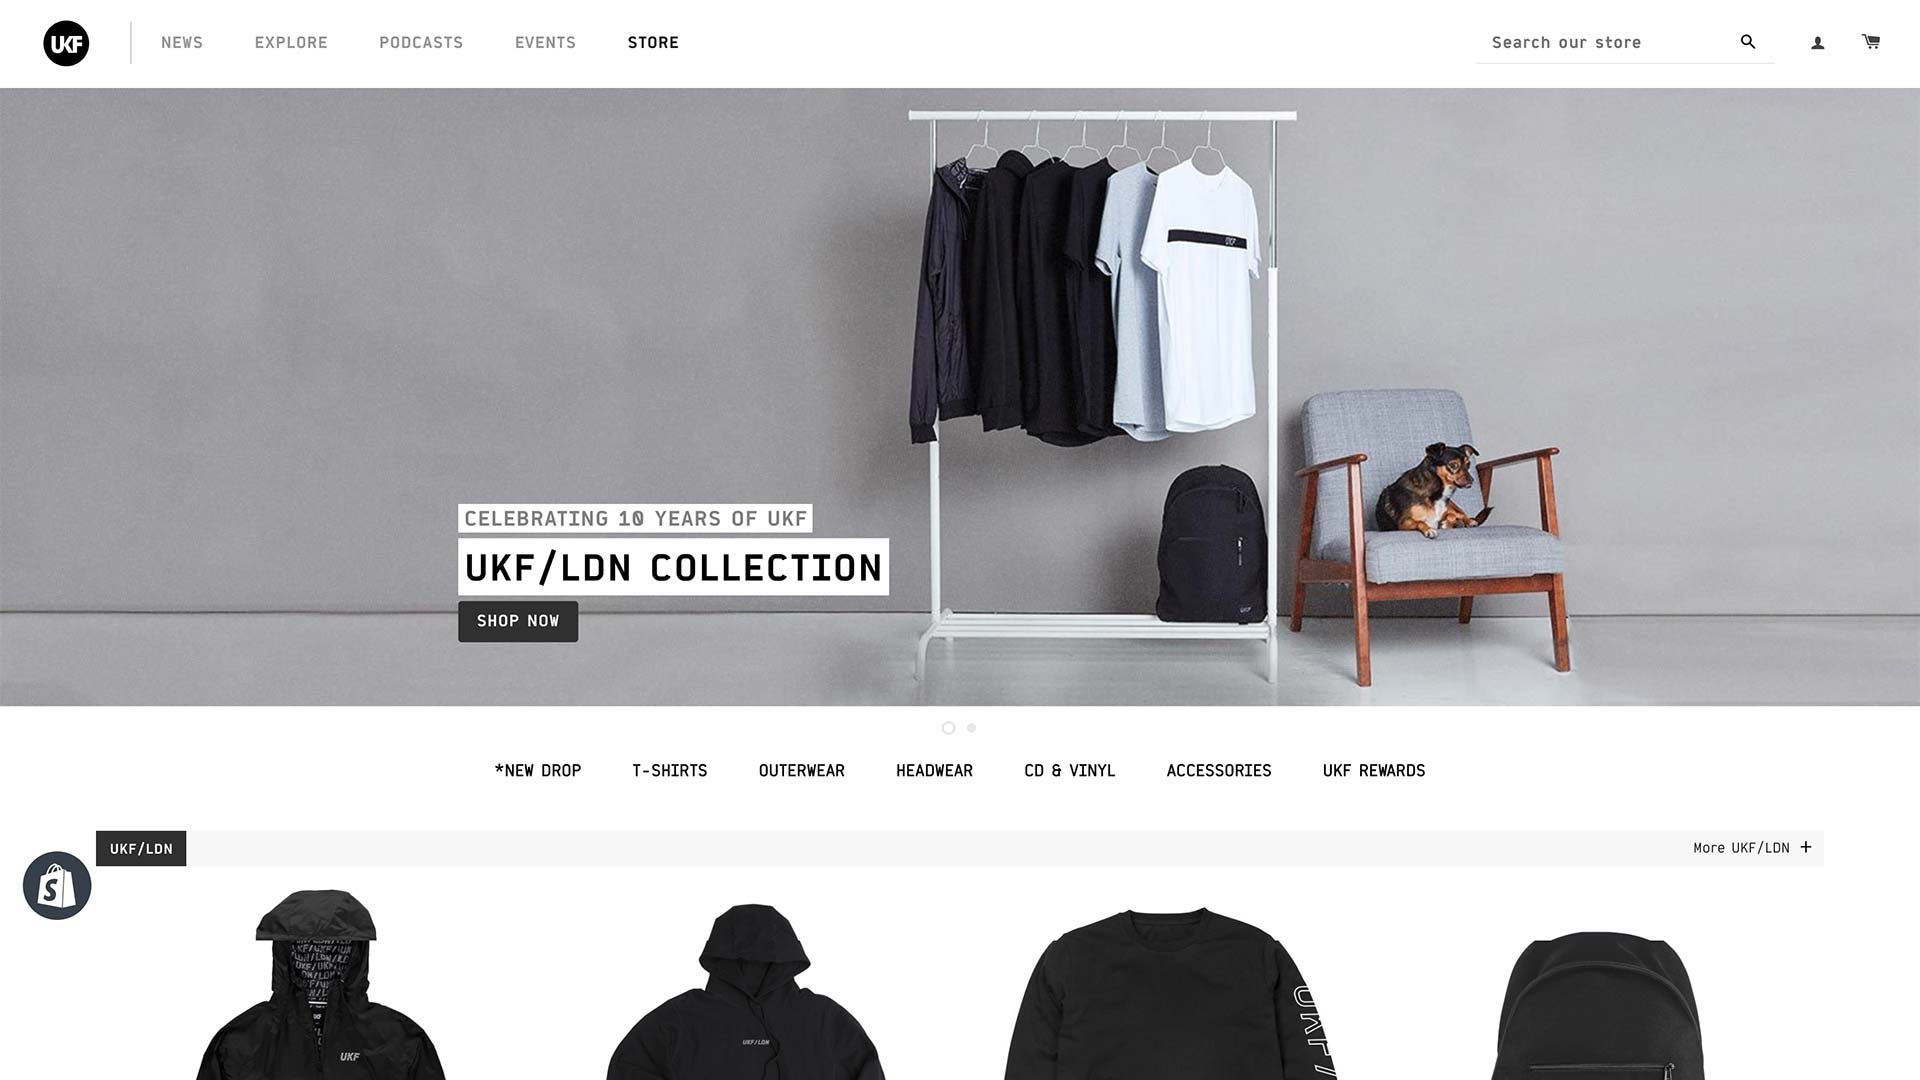 UKF
NEWS
EXPLORE
PODCASTS
EVENTS
STORE
Search our store
UKF
CELEBRATING 10 YEARS OF UKF
UKF/LDN COLLECTION
SHOP NOW
UKF
*NEW DROP
T-SHIRTS
OUTERWEAR
HEADWEAR
CD & VINYL
ACCESSORIES
UKF REWARDS
UKF/LDN
More UKF/LDN +
S
UKF
UKF/LDN
UKF/